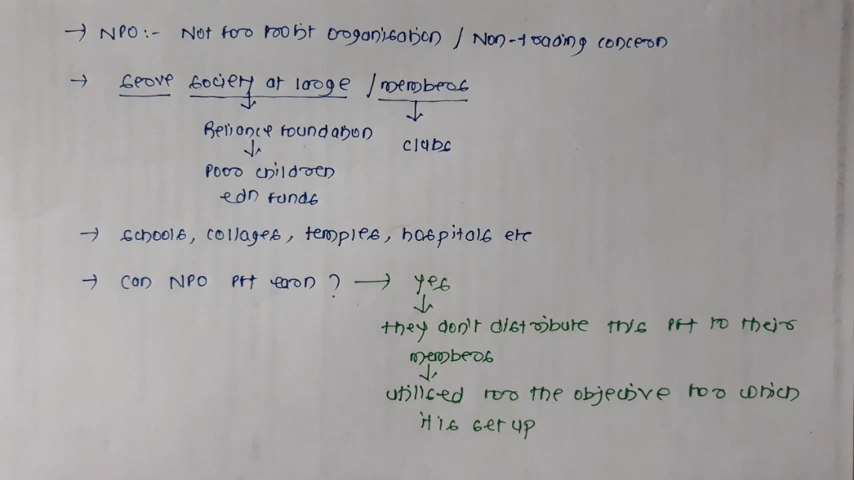 → NPO:- Not for profit organisation / Non-trading concern
→ serve society at large / members
↓ ↓
Reliance foundation clubs
↓
poor children
edn funds
→ schools, collages, temples, hospitals etc
→ can NPO pft earn? → yes
↓
they don't distribute this pft to their
members
↓
utilised for the objective for which
it is set up